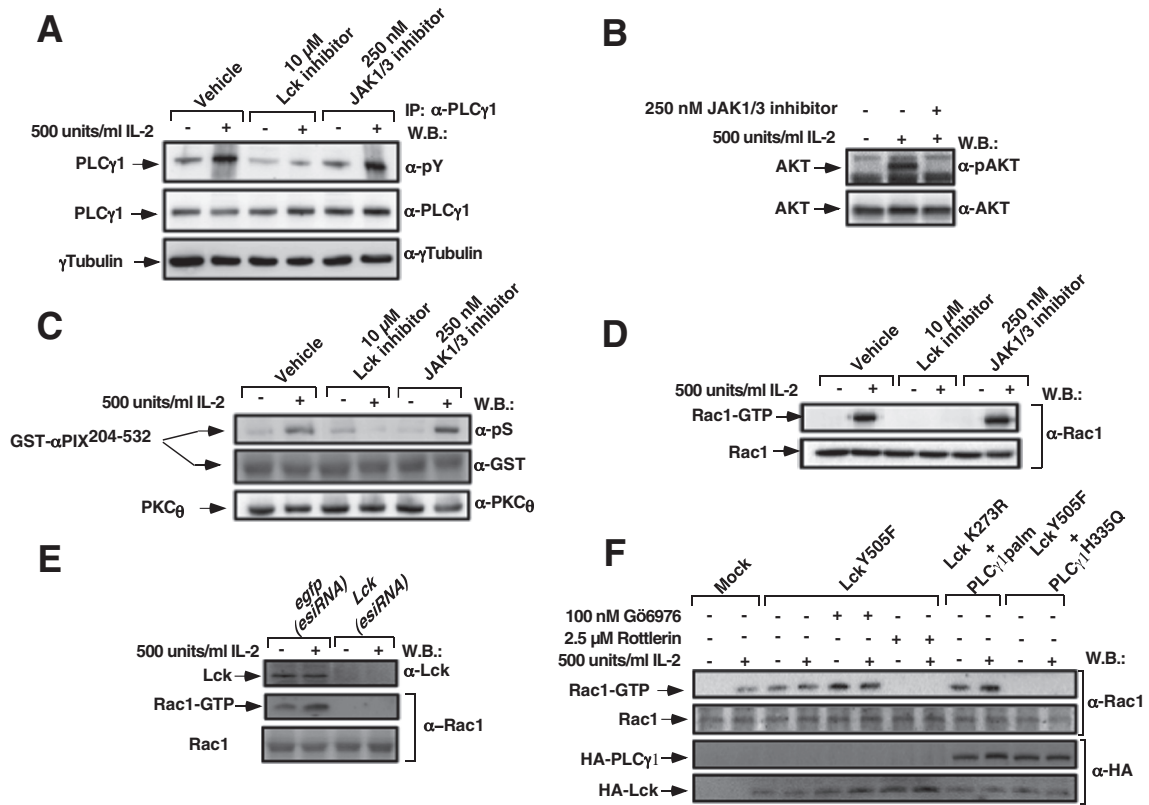 A
Vehicle
10 µM
Lck inhibitor
250 nM
JAK1/3 inhibitor
IP: α-PLCγ1
500 units/ml IL-2 - + - + - + W.B.:
PLCγ1 α-pY
PLCγ1 α-PLCγ1
γTubulin α-γTubulin
B
250 nM JAK1/3 inhibitor - - +
500 units/ml IL-2 - + + W.B.:
AKT α-pAKT
AKT α-AKT
C
Vehicle
10 µM
Lck inhibitor
250 nM
JAK1/3 inhibitor
500 units/ml IL-2 - + - + - + W.B.:
GST-αPIX204-532 α-pS
α-GST
PKCθ α-PKCθ
D
Vehicle
10 µM
Lck inhibitor
250 nM
JAK1/3 inhibitor
500 units/ml IL-2 - + - + - + W.B.:
Rac1-GTP
Rac1
α-Rac1
E
egfp
(esiRNA)
Lck
(esiRNA)
500 units/ml IL-2 - + - + W.B.:
Lck α-Lck
Rac1-GTP
Rac1
α–Rac1
F
Mock
Lck Y505F
Lck K273R
+
PLCγ1palm
Lck Y505F
+
PLCγ1H335Q
100 nM Gö6976 - - - - + + - - - - - -
2.5 µM Rottlerin - - - - - - + + - - - -
500 units/ml IL-2 - + - + - + - + - + - + W.B.:
Rac1-GTP
Rac1
α-Rac1
HA-PLCγ1
HA-Lck
α-HA